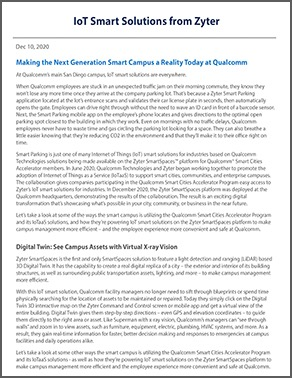 IoT Smart Solutions from Zyter
Dec 10, 2020
Making the Next Generation Smart Campus a Reality Today at Qualcomm
At Qualcomm's main San Diego campus, IoT smart solutions are everywhere.
When Qualcomm employees are stuck in an unexpected traffic jam on their morning commute, they know they
won't lose any more time once they arrive at the company parking lot. That's because a Zyter Smart Parking
application located at the lot's entrance scans and validates their car license plate in seconds, then automatically
opens the gate. Employees can drive right through without the need to wave an ID card in front of a barcode sensor.
Next, the Smart Parking mobile app on the employee's phone locates and gives directions to the optimal open
parking spot closest to the building in which they work. Even on mornings with no traffic delays, Qualcomm
employees never have to waste time and gas circling the parking lot looking for a space. They can also breathe a
little easier knowing that they're reducing CO2 in the environment and that they'll make it to their office right on
time.
Smart Parking is just one of many Internet of Things (IoT) smart solutions for industries based on Qualcomm
Technologies solutions being made available on the Zyter SmartSpaces™ platform for Qualcomm® Smart Cities
Accelerator members. In June 2020, Qualcomm Technologies and Zyter began working together to promote the
adoption of Internet of Things as a Service (IoTaaS) to support smart cities, communities, and enterprise campuses.
The collaboration gives companies participating in the Qualcomm Smart Cities Accelerator Program easy access to
Zyter's IoT smart solutions for industries. In December 2020, the Zyter SmartSpaces platform was deployed at the
Qualcomm headquarters, demonstrating the results of the collaboration. The result is an exciting digital
transformation that's showcasing what's possible in your city, community, or business in the near future.
Let's take a look at some of the ways the smart campus is utilizing the Qualcomm Smart Cities Accelerator Program
and its IoTaaS solutions, and how they're powering IoT smart solutions on the Zyter SmartSpaces platform to make
campus management more efficient – and the smart campus employee experience more convenient and safe.
Digital Twin: See Campus Assets with Virtual X-ray Vision
Zyter SmartSpaces is the first and only SmartSpaces solution to feature a light detection and ranging (LiDAR) based
3D Digital Twin. It has the capability to create a real digital replica of a city - the exterior and interior of its building
structures, as well as surrounding public transportation assets, lighting, and more – to make campus management
more efficient.
With this IoT smart solution, Qualcomm facility managers no longer need to sift through blueprints or spend time
physically searching for the location of assets to be maintained or repaired. Today they simply click on the Digital
Twin 3D interactive map on the Zyter Command and Control screen or mobile app and get a virtual view of the
entire building. Digital Twin gives them step-by-step directions – even GPS and elevation coordinates – to guide
them directly to the right area or asset. Like Superman with x-ray vision, Qualcomm's managers can "see through
walls" and zoom in to view assets, such as furniture, equipment, electric, plumbing, HVAC systems, and more. As a
result, they gain real-time information for faster, better decision making and responses to emergencies at campus
facilities and daily operations alike.
Let's take a look at some of the ways the smart campus is utilizing the Qualcomm Smart Cities Accelerator Program
and its IoTaaS solutions - as well as how they're powering IoT smart solutions on the Zyter SmartSpaces platform to
make campus management more efficient and the employee experience more convenient and safe at Qualcomm.